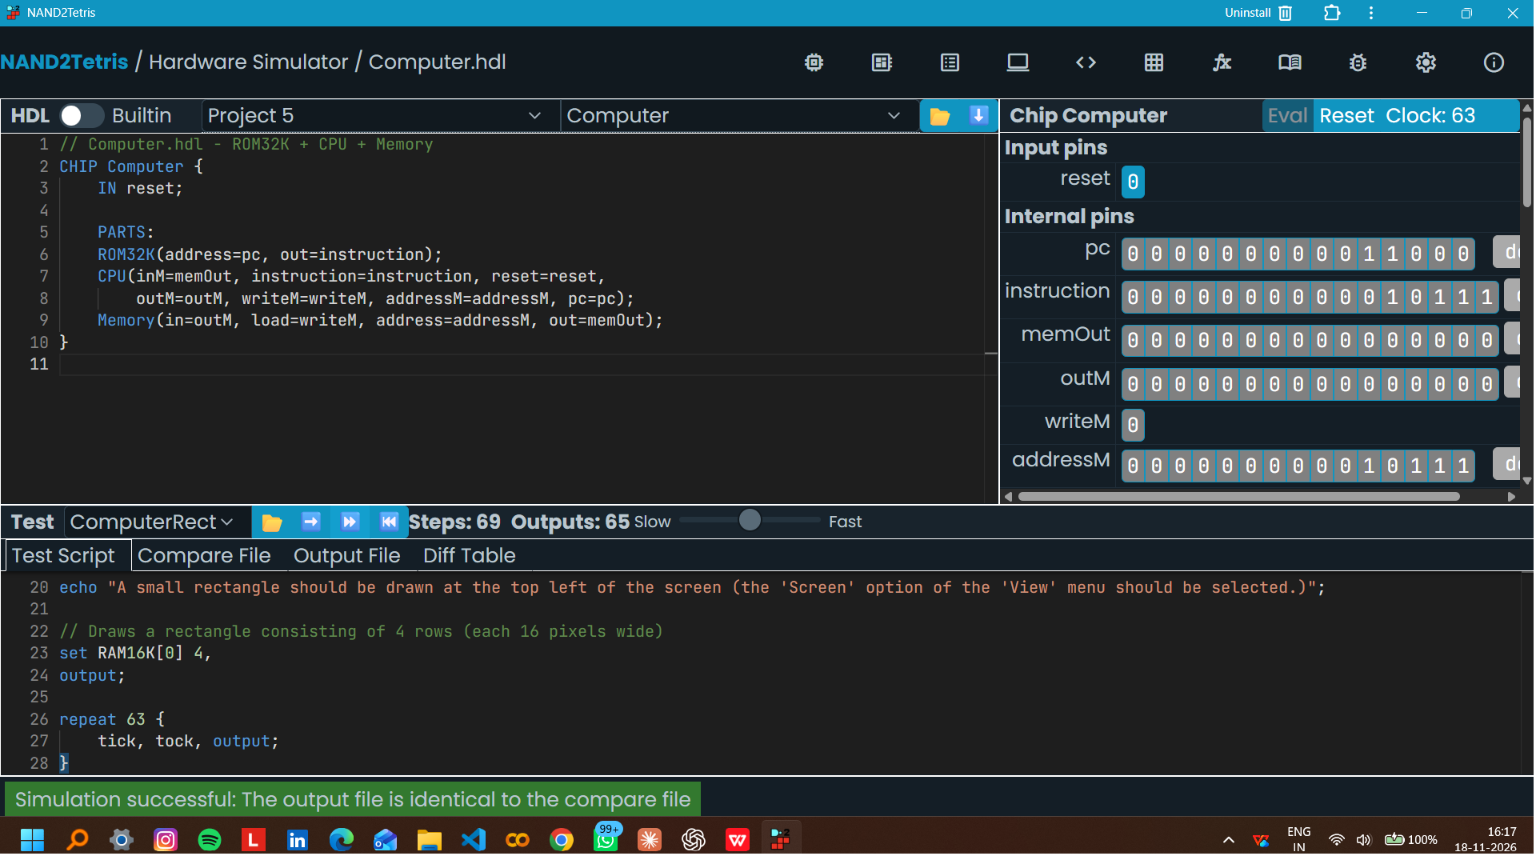 NAND2Tetris
Uninstall
NAND2Tetris / Hardware Simulator / Computer.hdl
HDL Builtin Project 5 Computer
1 // Computer.hdl - ROM32K + CPU + Memory
2 CHIP Computer {
3 IN reset;
4
5 PARTS:
6 ROM32K(address=pc, out=instruction);
7 CPU(inM=memOut, instruction=instruction, reset=reset,
8 outM=outM, writeM=writeM, addressM=addressM, pc=pc);
9 Memory(in=outM, load=writeM, address=addressM, out=memOut);
10 }
11
Chip Computer Eval Reset Clock: 63
Input pins
reset 0
Internal pins
pc 0 0 0 0 0 0 0 0 0 0 1 1 0 0 0
instruction 0 0 0 0 0 0 0 0 0 0 0 1 0 1 1 1
memOut 0 0 0 0 0 0 0 0 0 0 0 0 0 0 0 0
outM 0 0 0 0 0 0 0 0 0 0 0 0 0 0 0 0
writeM 0
addressM 0 0 0 0 0 0 0 0 0 0 1 0 1 1 1
Test ComputerRect Steps: 69 Outputs: 65 Slow Fast
Test Script Compare File Output File Diff Table
20 echo "A small rectangle should be drawn at the top left of the screen (the 'Screen' option of the 'View' menu should be selected.)";
21
22 // Draws a rectangle consisting of 4 rows (each 16 pixels wide)
23 set RAM16K[0] 4,
24 output;
25
26 repeat 63 {
27 tick, tock, output;
28 }
Simulation successful: The output file is identical to the compare file
99+
ENG
IN
100%
16:17
18-11-2026